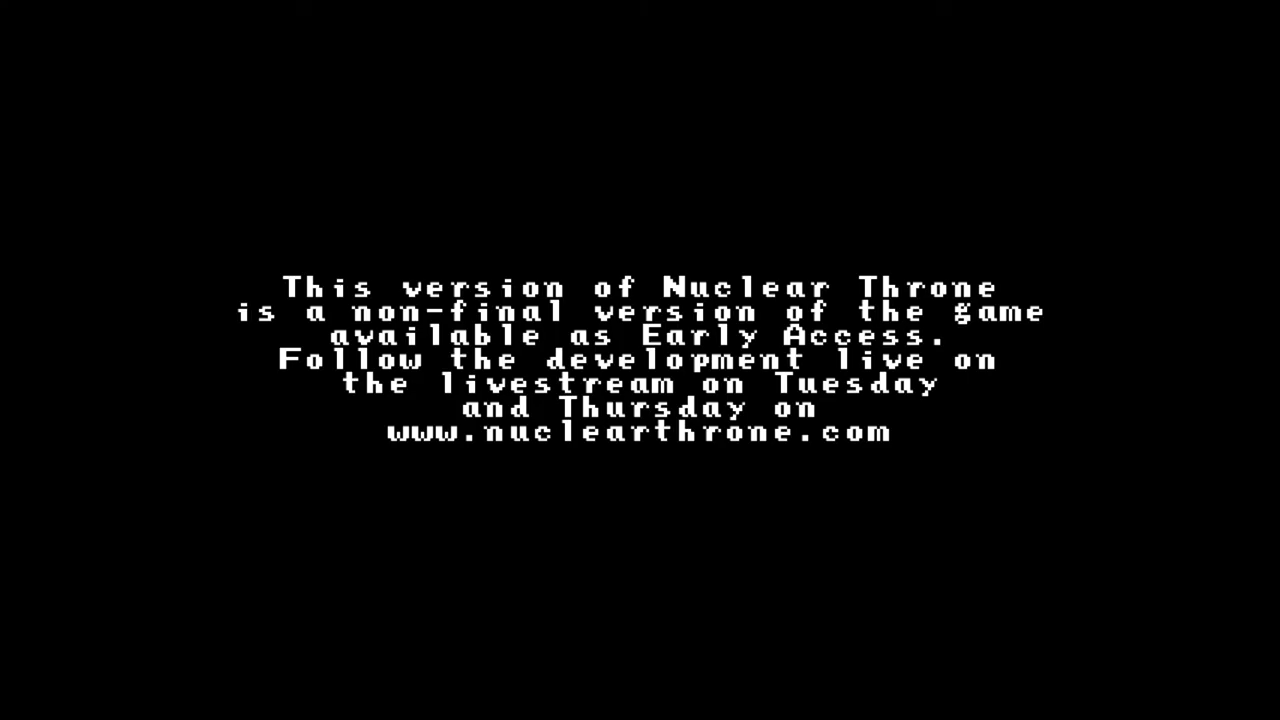 This version of Nuclear Throne
is a non-final version of the game
available as Early Access.
Follow the development live on
the livestream on Tuesday
and Thursday on
www.nuclearthrone.com